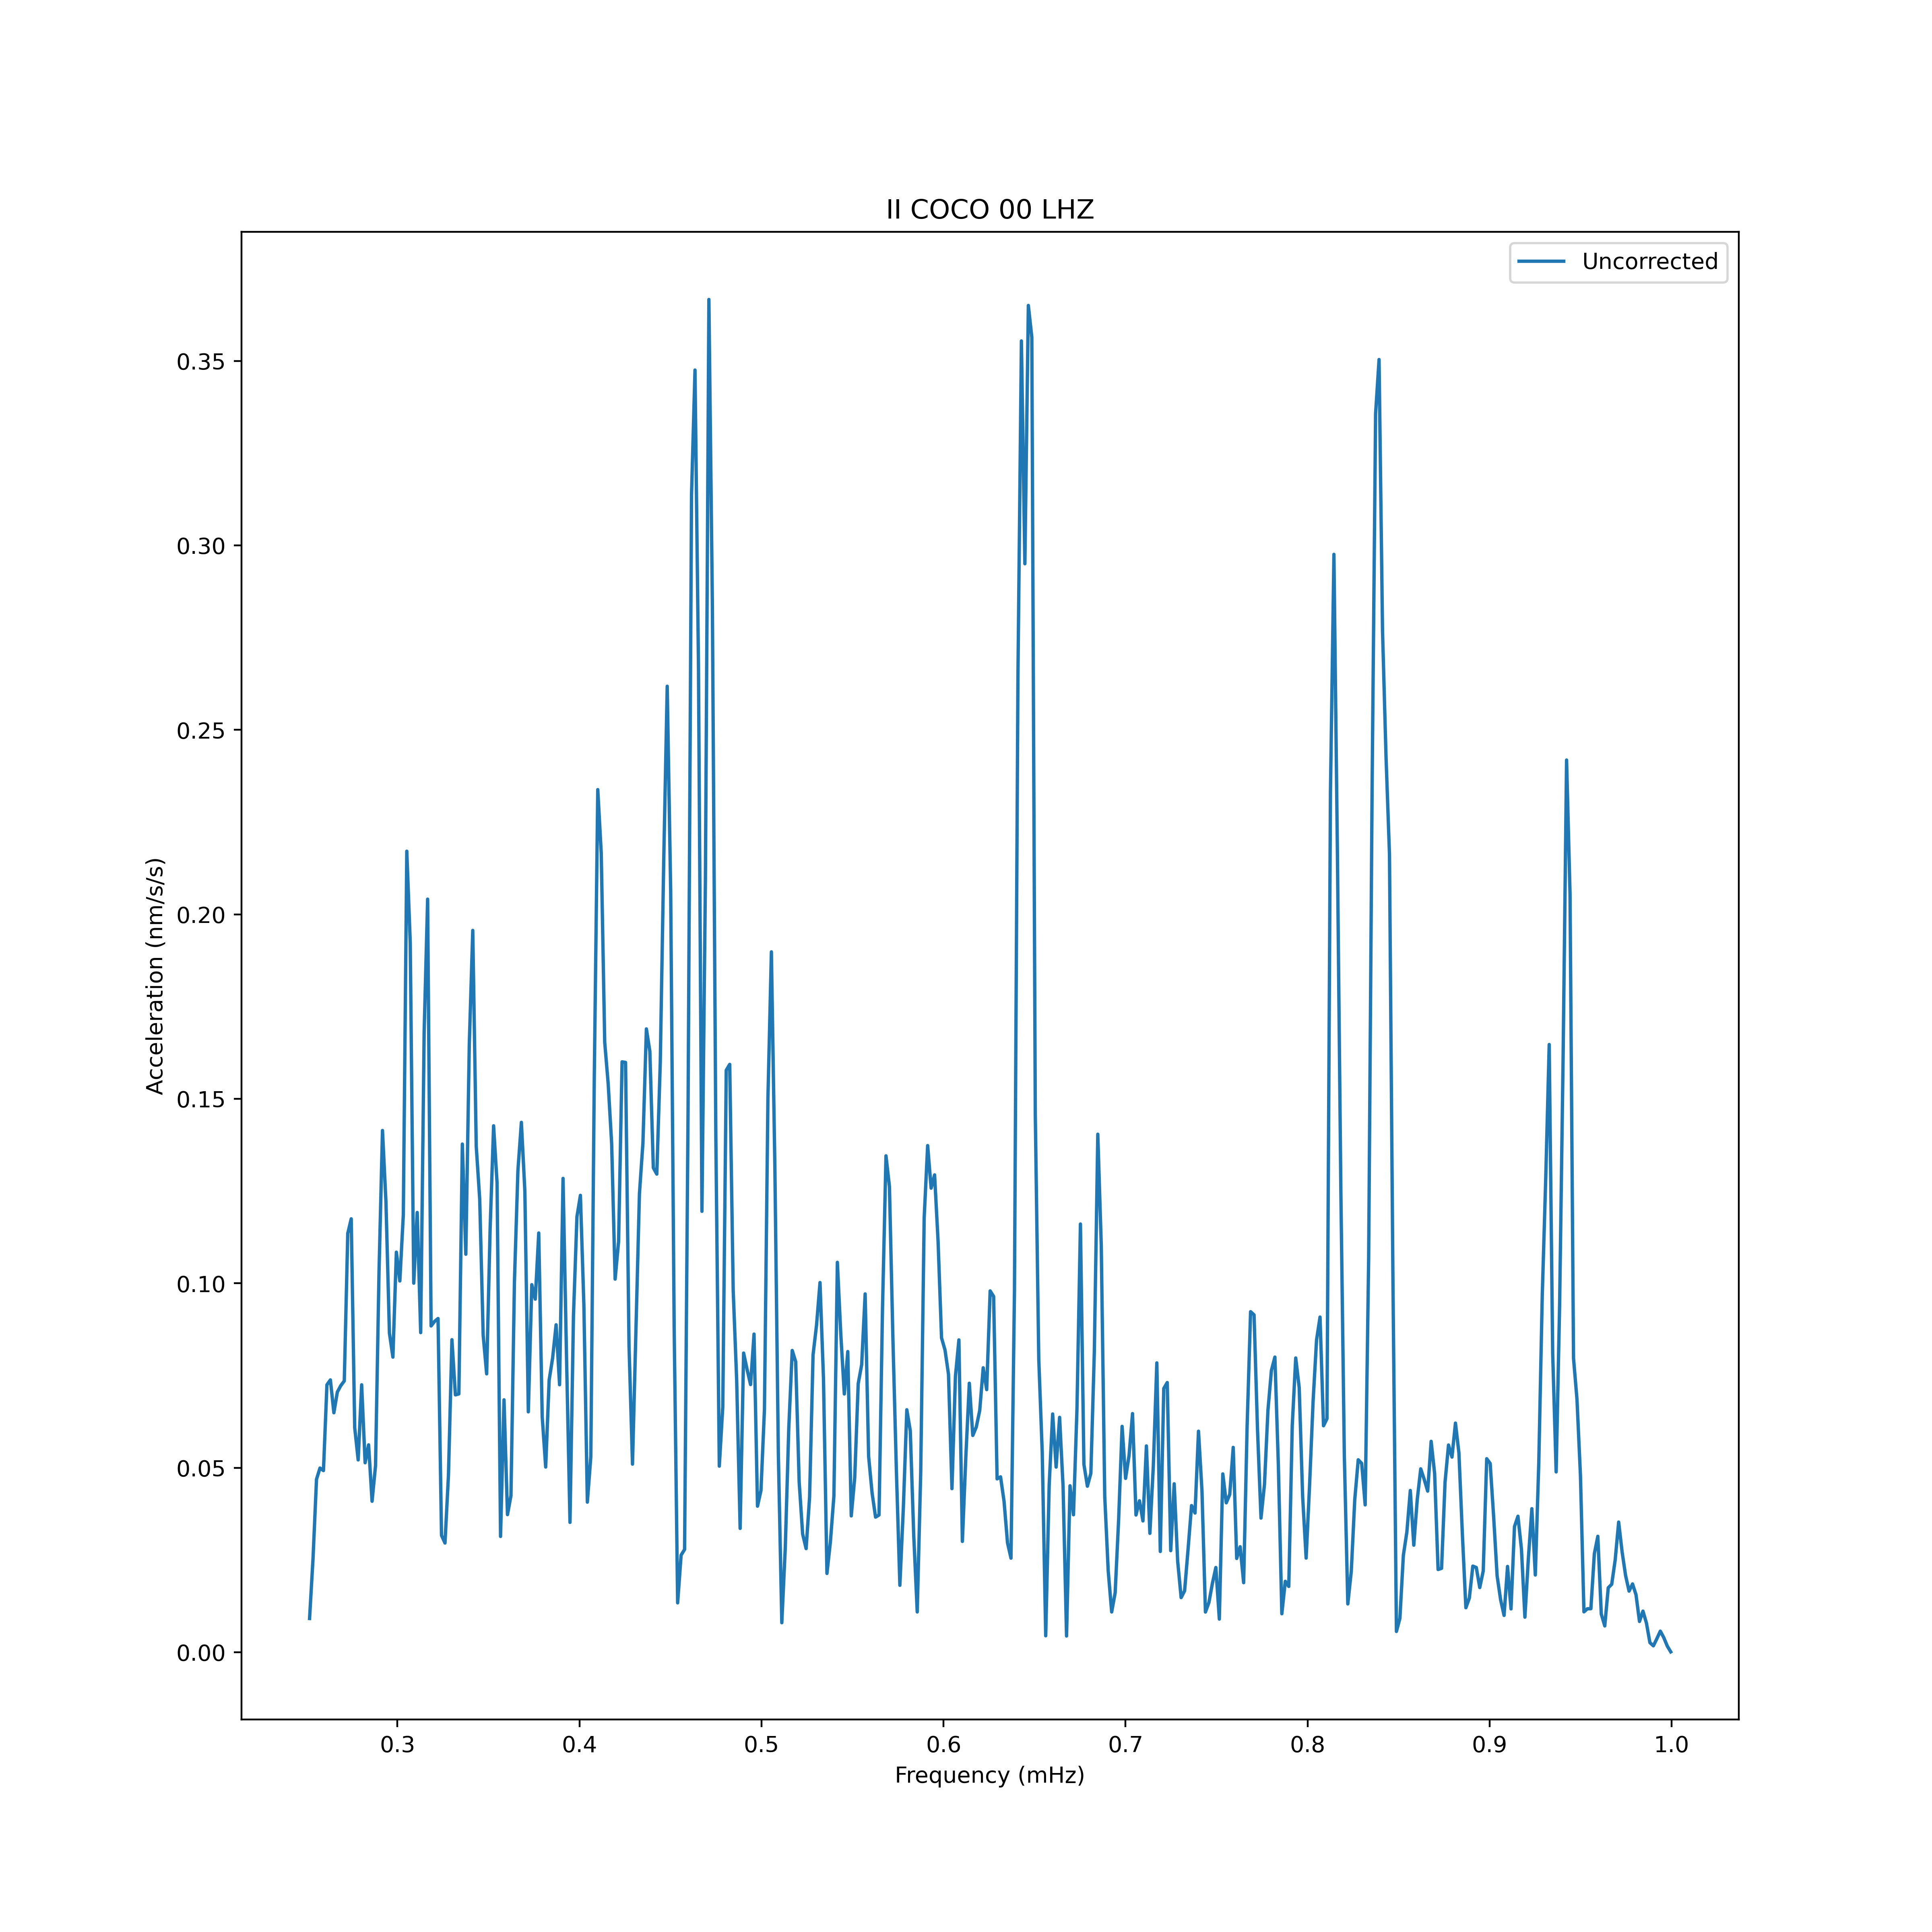 II COCO 00 LHZ
Uncorrected
Acceleration (nm/s/s)
0.35
0.30
0.25
0.20
0.15
0.10
0.05
0.00
0.3 0.4 0.5 0.6 0.7 0.8 0.9 1.0
Frequency (mHz)